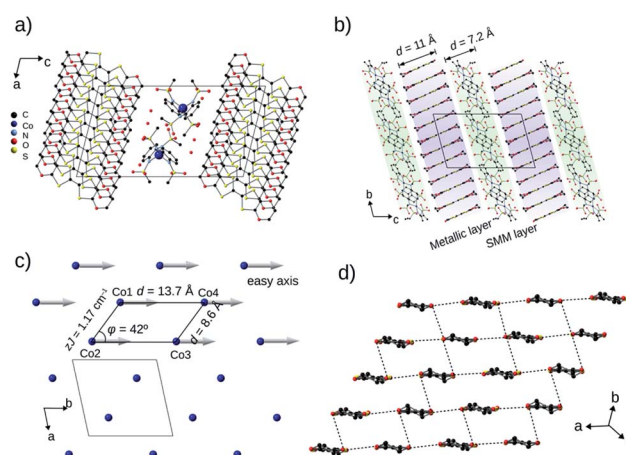 a)
c
a
C
Co
N
O
S
b)
d = 11 Å
d = 7.2 Å
b
c
Metallic layer
SMM layer
c)
easy axis
Co1
d = 13.7 Å
Co4
zJ = 1.17 cm⁻¹
φ = 42º
d = 8.6 Å
Co2
Co3
b
a
d)
b
a